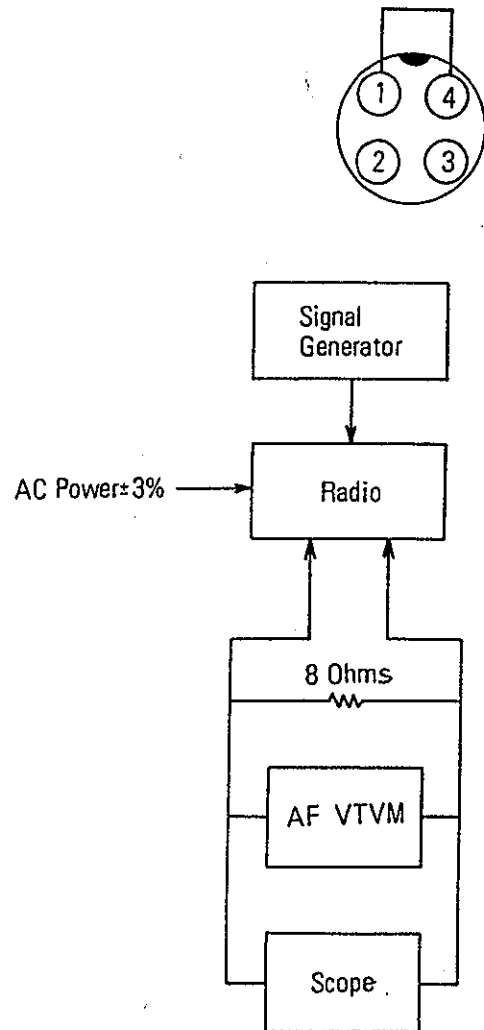 1 4
2 3
Signal
Generator
AC Power±3%
Radio
8 Ohms
AF VTVM
Scope